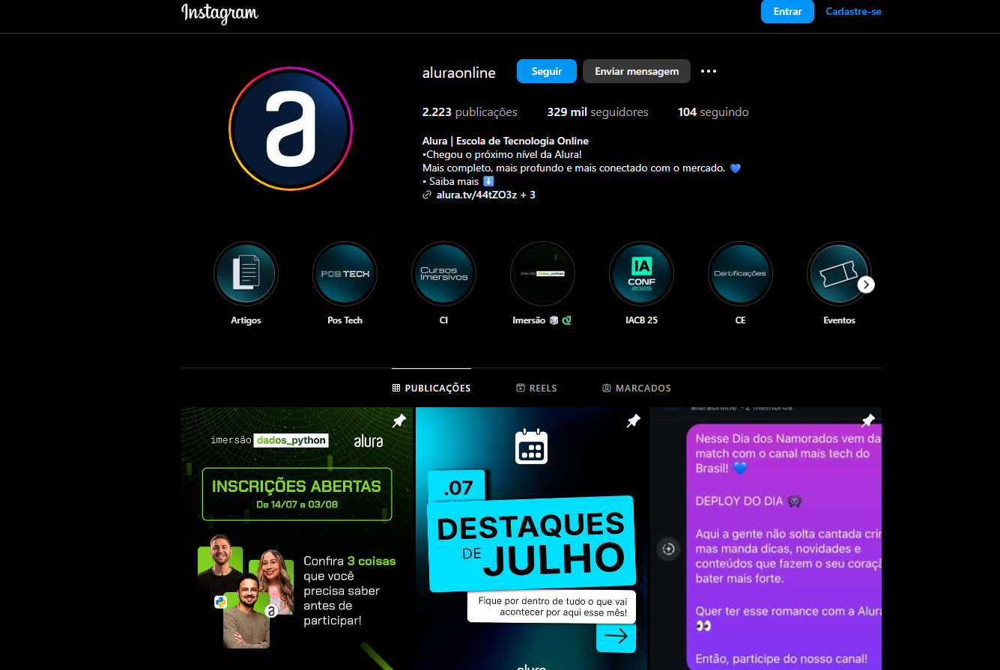 Instagram
Entrar
Cadastre-se
a
aluraonline
Seguir
Enviar mensagem
2.223 publicações
329 mil seguidores
104 seguindo
Alura | Escola de Tecnologia Online
•Chegou o próximo nível da Alura!
Mais completo, mais profundo e mais conectado com o mercado. 💙
• Saiba mais ⬇️
alura.tv/44tZO3z + 3
POS TECH
Cursos
Imersivos
imersão dados_python
IA
CONF
2025
Certificações
Artigos
Pos Tech
CI
Imersão 🎲
IACB 25
CE
Eventos
PUBLICAÇÕES
REELS
MARCADOS
imersão dados_python
alura
INSCRIÇÕES ABERTAS
De 14/07 a 03/08
Confira 3 coisas
que você
precisa saber
antes de
participar!
a
.07
DESTAQUES
DE JULHO
Fique por dentro de tudo o que vai
acontecer por aqui esse mês!
alura
aluraonline • 2 membros
Nesse Dia dos Namorados vem da
match com o canal mais tech do
Brasil! 💙
DEPLOY DO DIA
Aqui a gente não solta cantada crin
mas manda dicas, novidades e
conteúdos que fazem o seu coraçã
bater mais forte.
Quer ter esse romance com a Alura
👀
Então, participe do nosso canal!